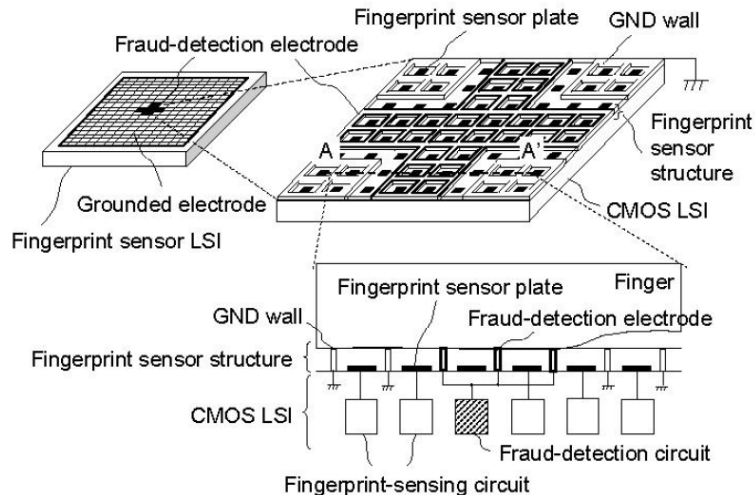 Fingerprint sensor plate
GND wall
Fraud-detection electrode
A
A'
Fingerprint
sensor
structure
Grounded electrode
CMOS LSI
Fingerprint sensor LSI
Finger
Fingerprint sensor plate
GND wall
Fraud-detection electrode
Fingerprint sensor structure
CMOS LSI
Fraud-detection circuit
Fingerprint-sensing circuit